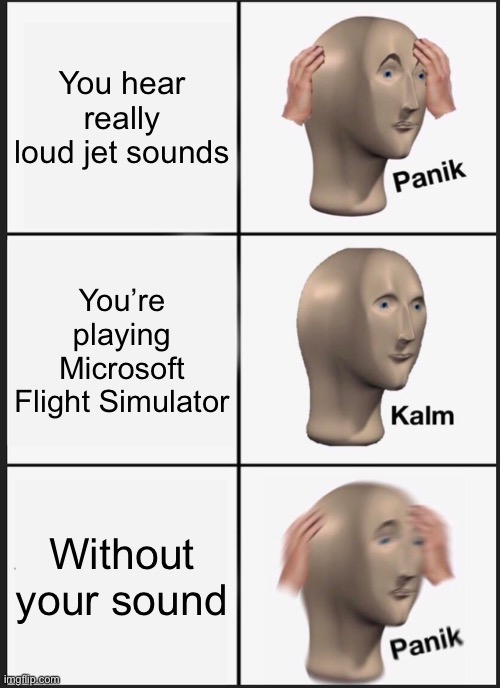 You hear
really
loud jet sounds
Panik
You’re
playing
Microsoft
Flight Simulator
Kalm
Without
your sound
Panik
imgflip.com